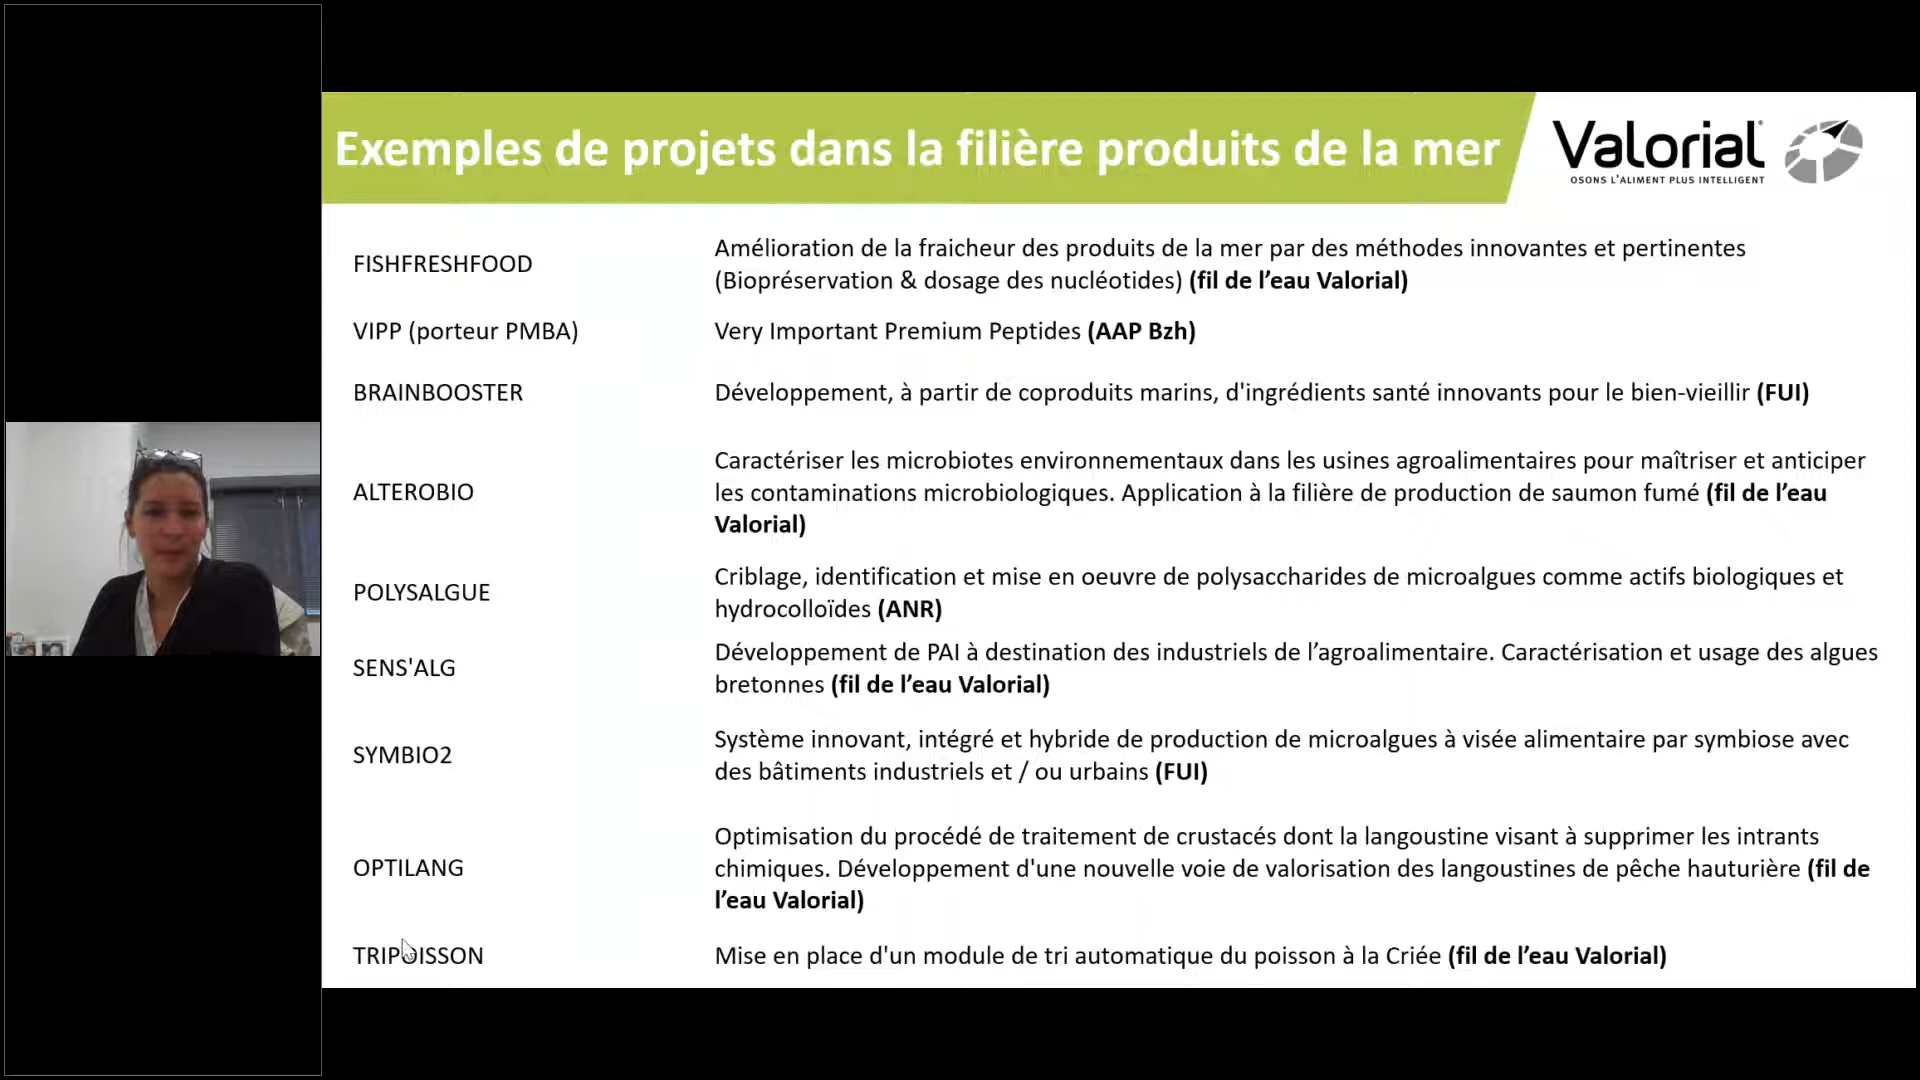 Exemples de projets dans la filière produits de la mer
Valorial
OSONS L'ALIMENT PLUS INTELLIGENT
FISHFRESHFOOD
Amélioration de la fraicheur des produits de la mer par des méthodes innovantes et pertinentes
(Biopréservation & dosage des nucléotides) (fil de l’eau Valorial)
VIPP (porteur PMBA)
Very Important Premium Peptides (AAP Bzh)
BRAINBOOSTER
Développement, à partir de coproduits marins, d'ingrédients santé innovants pour le bien-vieillir (FUI)
ALTEROBIO
Caractériser les microbiotes environnementaux dans les usines agroalimentaires pour maîtriser et anticiper
les contaminations microbiologiques. Application à la filière de production de saumon fumé (fil de l’eau
Valorial)
POLYSALGUE
Criblage, identification et mise en oeuvre de polysaccharides de microalgues comme actifs biologiques et
hydrocolloïdes (ANR)
SENS'ALG
Développement de PAI à destination des industriels de l’agroalimentaire. Caractérisation et usage des algues
bretonnes (fil de l’eau Valorial)
SYMBIO2
Système innovant, intégré et hybride de production de microalgues à visée alimentaire par symbiose avec
des bâtiments industriels et / ou urbains (FUI)
OPTILANG
Optimisation du procédé de traitement de crustacés dont la langoustine visant à supprimer les intrants
chimiques. Développement d'une nouvelle voie de valorisation des langoustines de pêche hauturière (fil de
l’eau Valorial)
TRIPOISSON
Mise en place d'un module de tri automatique du poisson à la Criée (fil de l’eau Valorial)